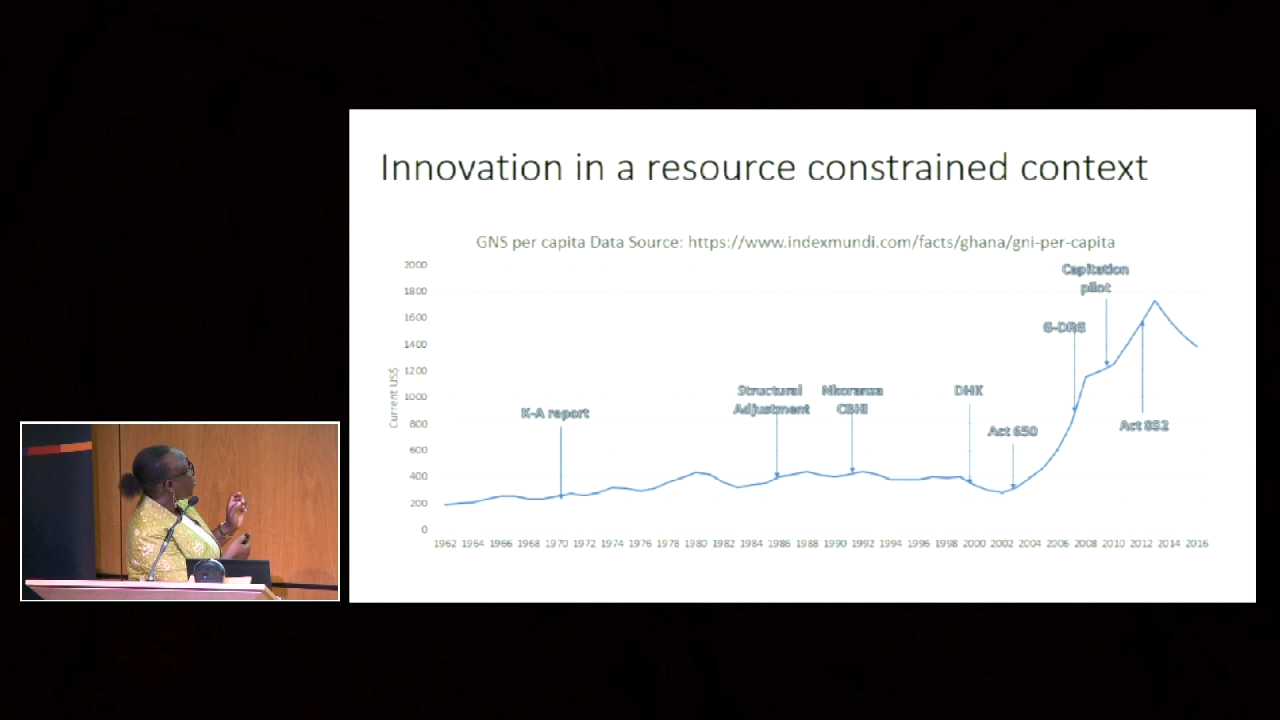 Innovation in a resource constrained context
GNS per capita Data Source: https://www.indexmundi.com/facts/ghana/gni-per-capita
2000
1800
1600
1400
1200
1000
800
600
400
200
0
Current US$
K-A report
Structural
Adjustment
Nkoranza
CBHI
DHK
Act 650
G-DRG
Capitation
pilot
Act 852
1962 1964 1966 1968 1970 1972 1974 1976 1978 1980 1982 1984 1986 1988 1990 1992 1994 1996 1998 2000 2002 2004 2006 2008 2010 2012 2014 2016